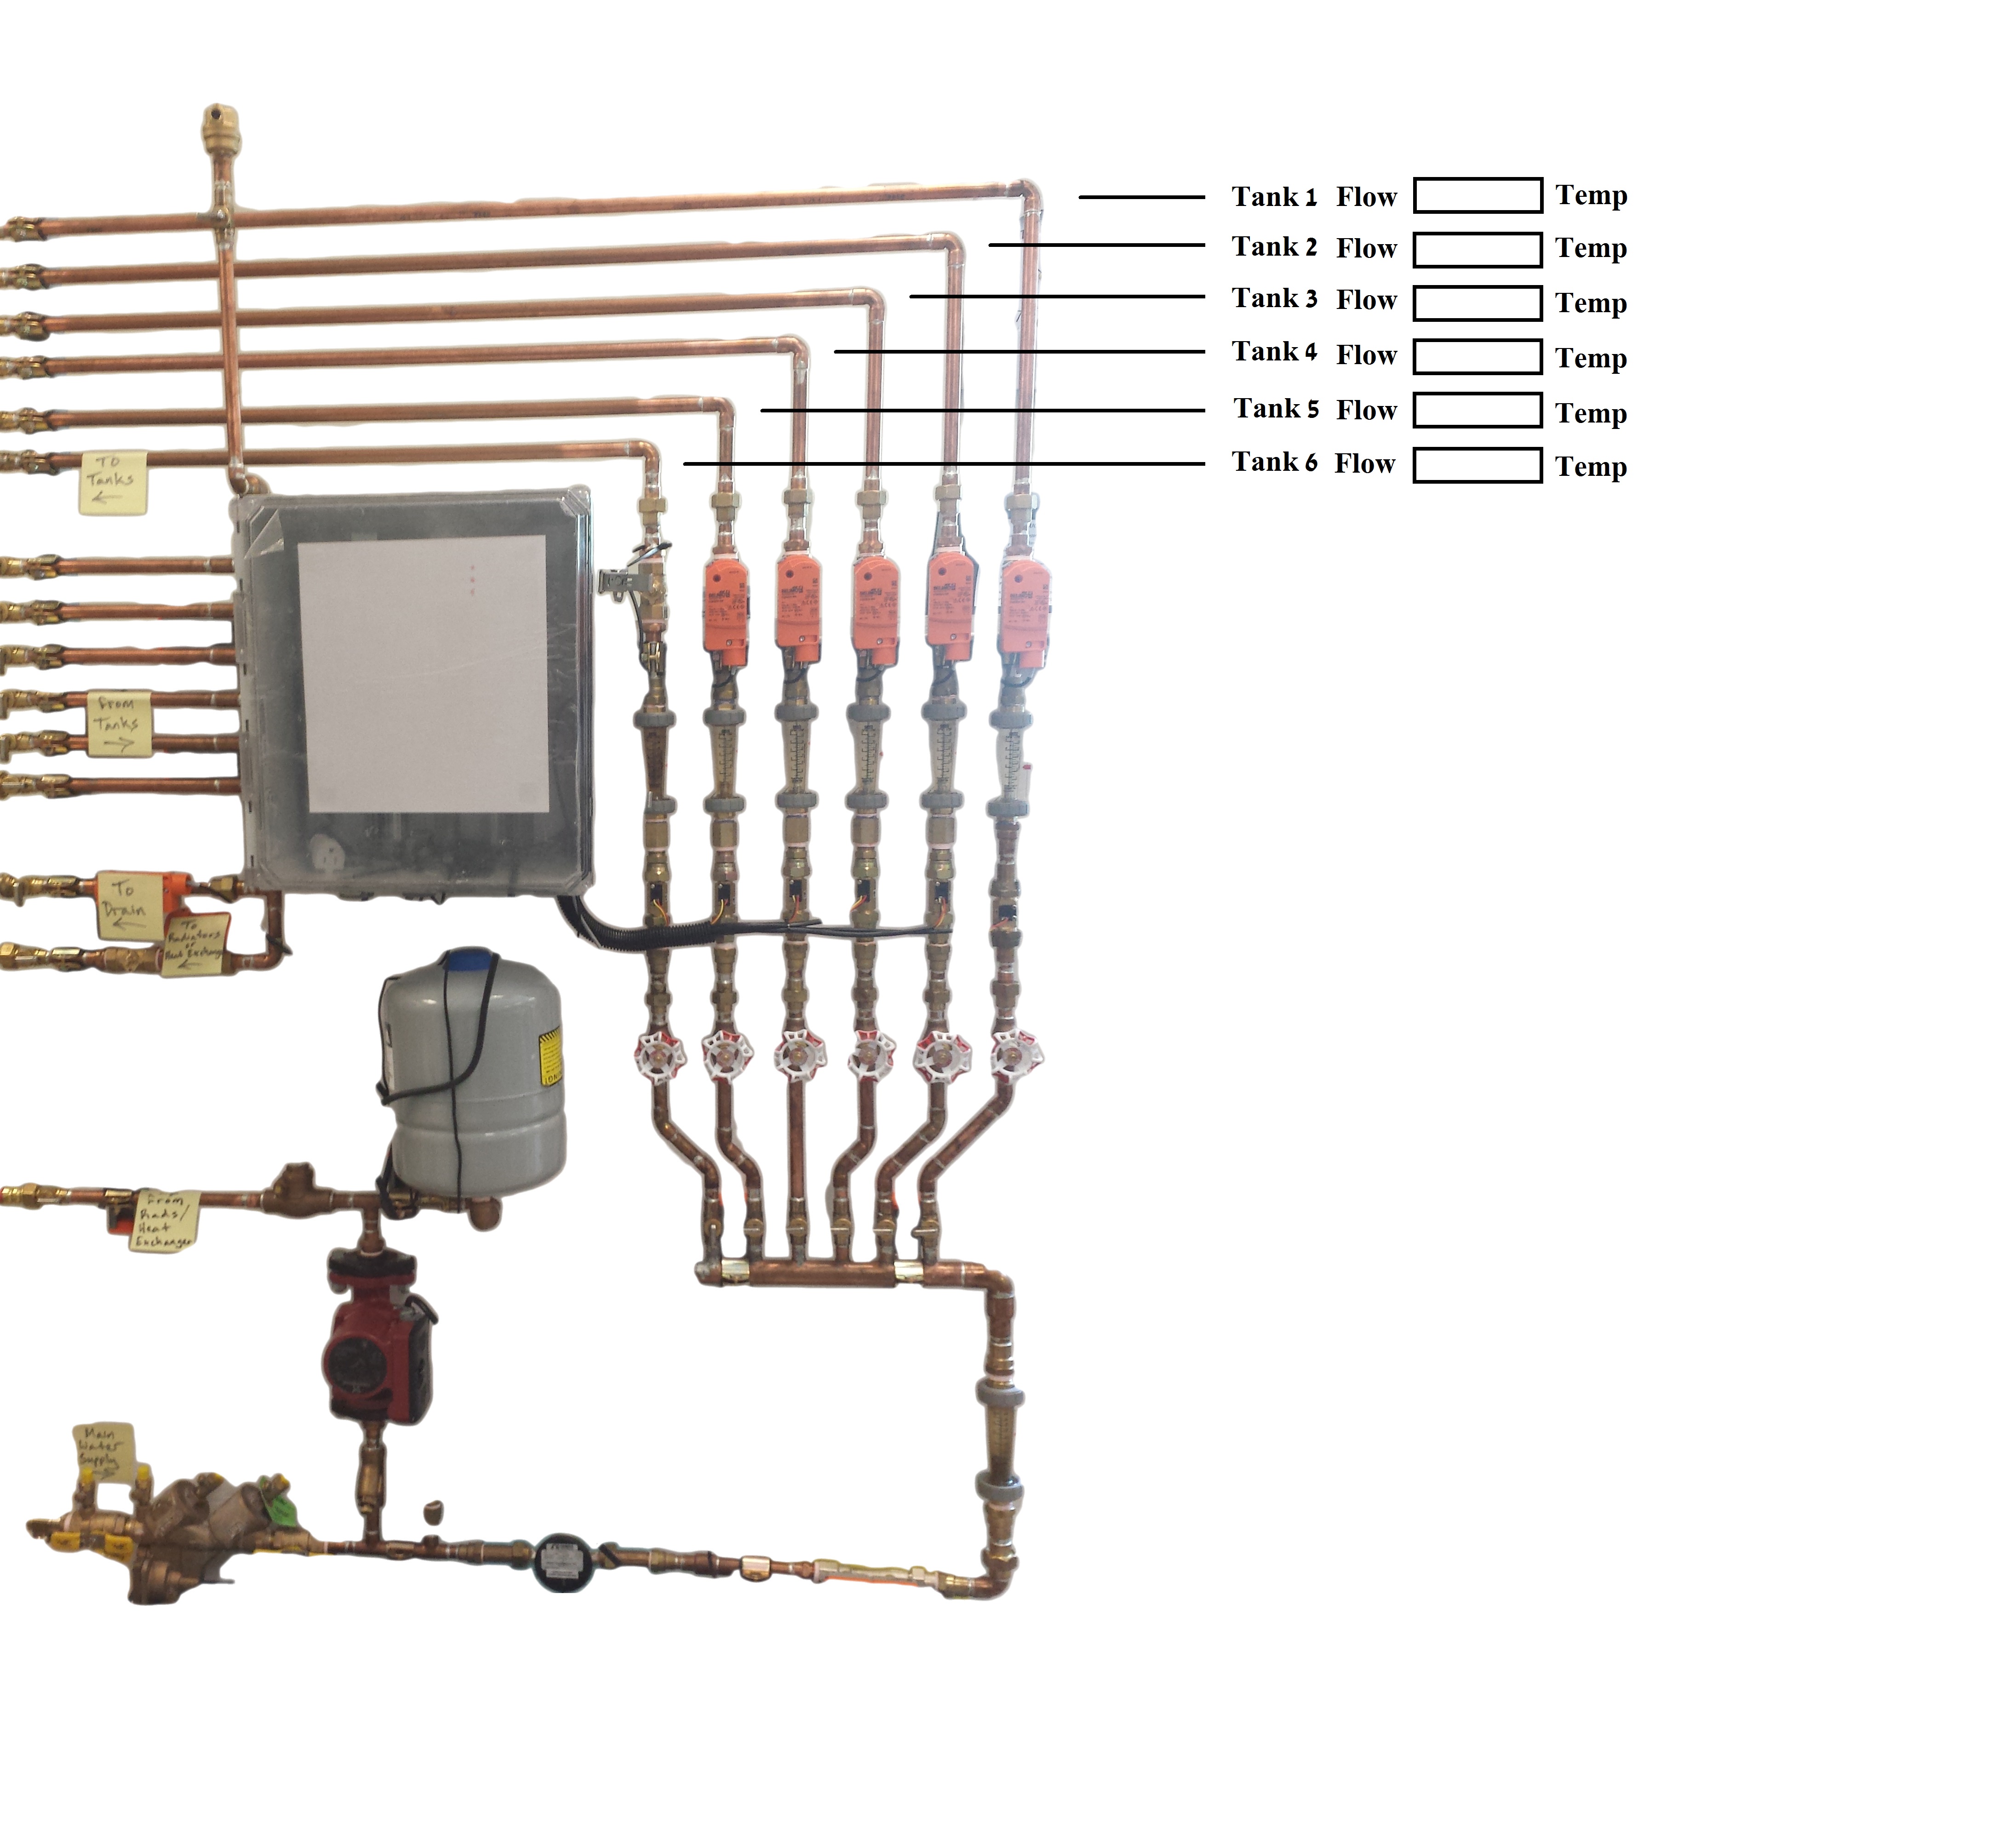 Tank 1 Flow Temp
Tank 2 Flow Temp
Tank 3 Flow Temp
Tank 4 Flow Temp
Tank 5 Flow Temp
Tank 6 Flow Temp
To
Tanks
From
Tanks
To
Drain
To
Radiators
or
Heat Exchanger
From
Rads/
Heat
Exchanger
Main
Water
Supply